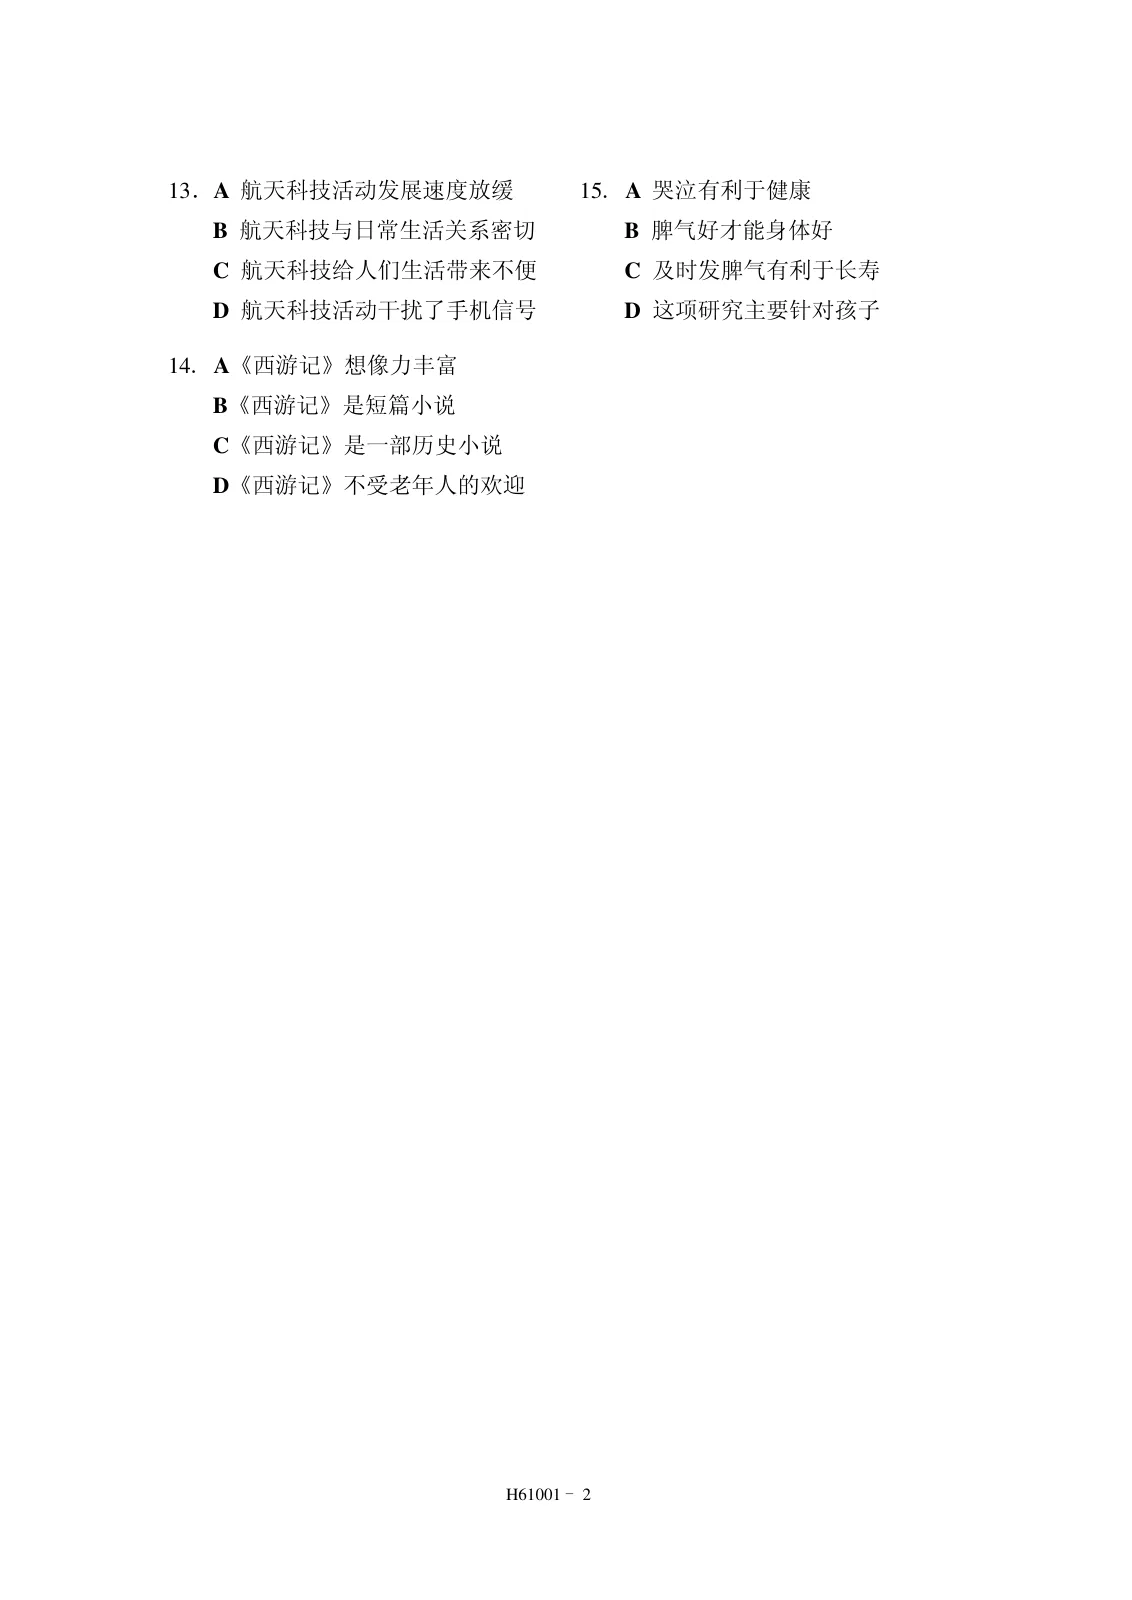 13. A 航天科技活动发展速度放缓
B 航天科技与日常生活关系密切
C 航天科技给人们生活带来不便
D 航天科技活动干扰了手机信号
14. A《西游记》想像力丰富
B《西游记》是短篇小说
C《西游记》是一部历史小说
D《西游记》不受老年人的欢迎
15. A 哭泣有利于健康
B 脾气好才能身体好
C 及时发脾气有利于长寿
D 这项研究主要针对孩子
H61001－ 2